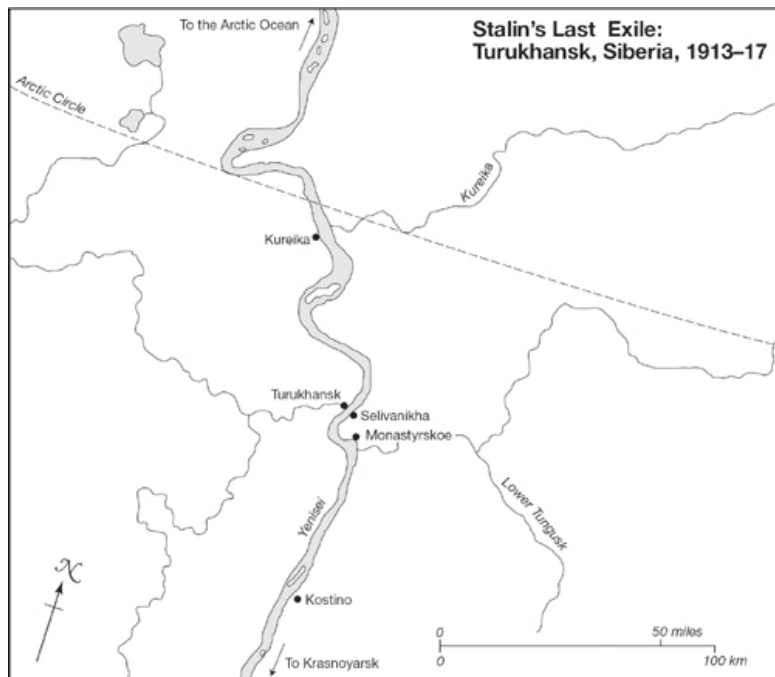 To the Arctic Ocean
Stalin's Last Exile:
Turukhansk, Siberia, 1913–17
Arctic Circle
Kureika
Kureika
Turukhansk
Selivanikha
Monastyrskoe
Lower Tungusk
Yenisei
N
Kostino
To Krasnoyarsk
0 50 miles
0 100 km